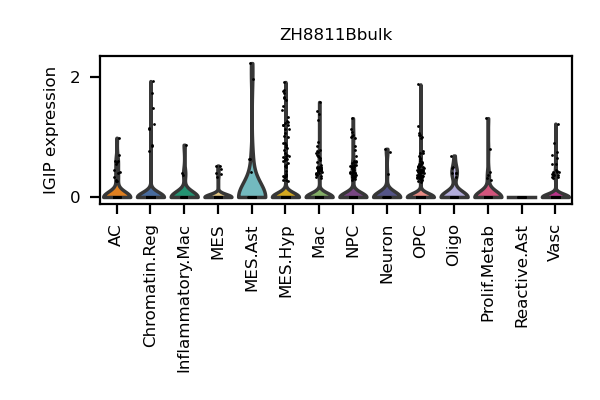 ZH8811Bbulk
IGIP expression
2
0
AC
Chromatin.Reg
Inflammatory.Mac
MES
MES.Ast
MES.Hyp
Mac
NPC
Neuron
OPC
Oligo
Prolif.Metab
Reactive.Ast
Vasc